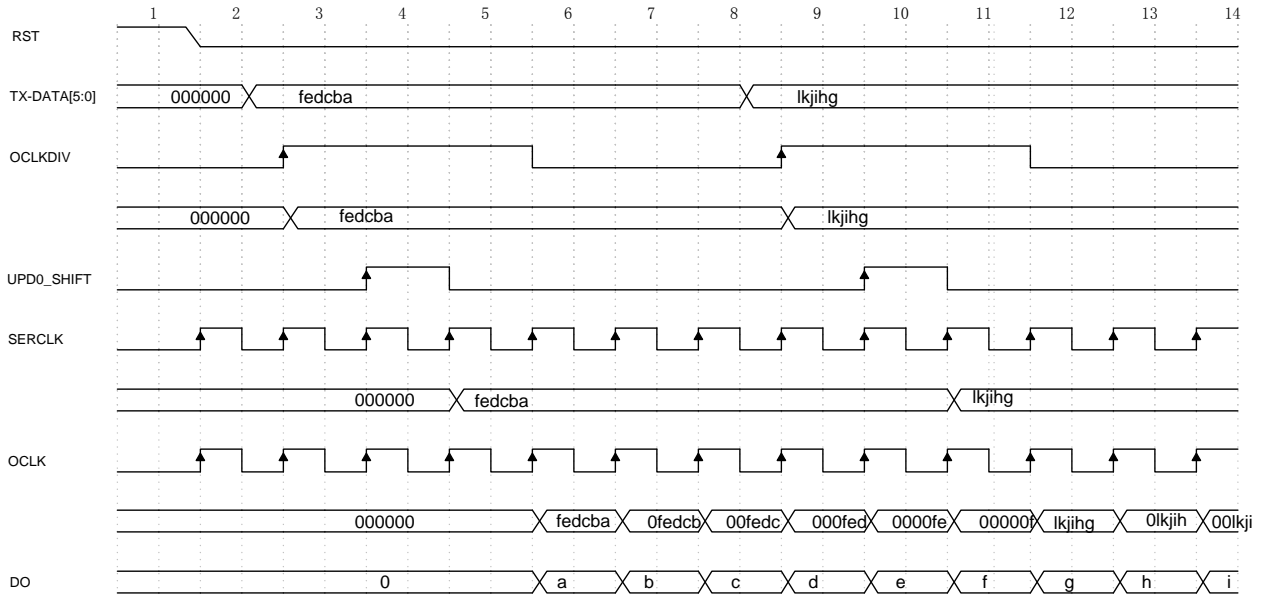 1 2 3 4 5 6 7 8 9 10 11 12 13 14
RST
TX-DATA[5:0] 000000 fedcba lkjihg
OCLKDIV
000000 fedcba lkjihg
UPD0_SHIFT
SERCLK
000000 fedcba lkjihg
OCLK
000000 fedcba 0fedcb 00fedc 000fed 0000fe 00000f lkjihg 0lkjih 00lkji
DO 0 a b c d e f g h i